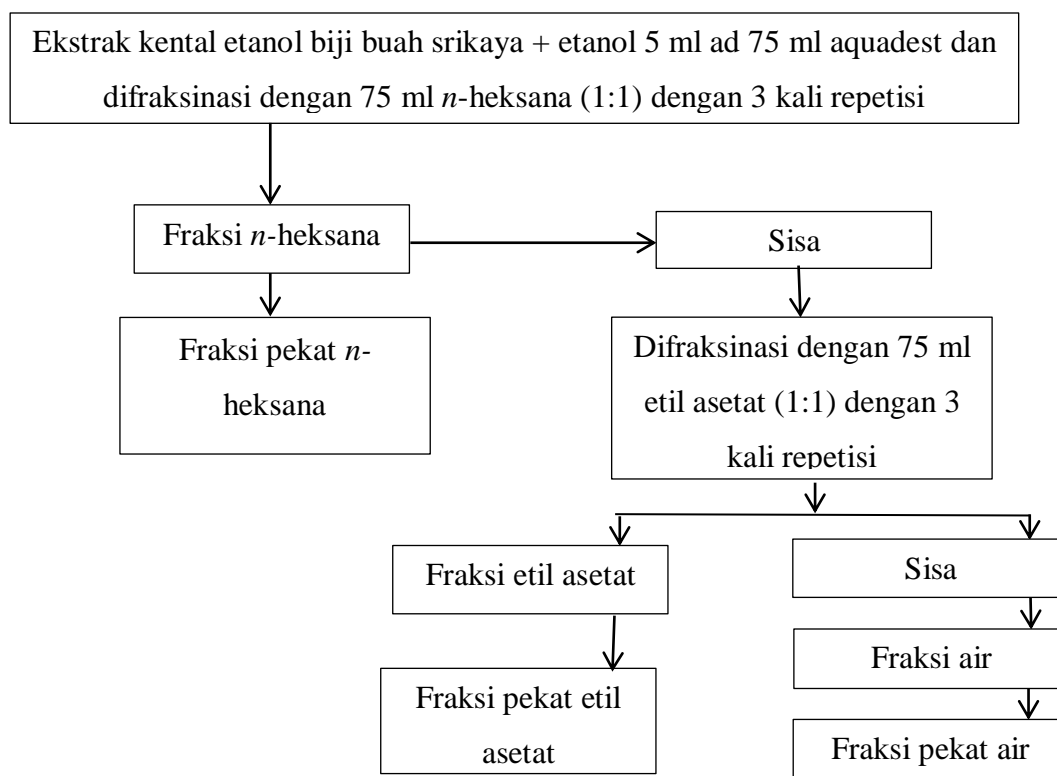 Ekstrak kental etanol biji buah srikaya + etanol 5 ml ad 75 ml aquadest dan
difraksinasi dengan 75 ml n-heksana (1:1) dengan 3 kali repetisi
Fraksi n-heksana
Sisa
Fraksi pekat n-
heksana
Difraksinasi dengan 75 ml
etil asetat (1:1) dengan 3
kali repetisi
Fraksi etil asetat
Sisa
Fraksi air
Fraksi pekat etil
asetat
Fraksi pekat air